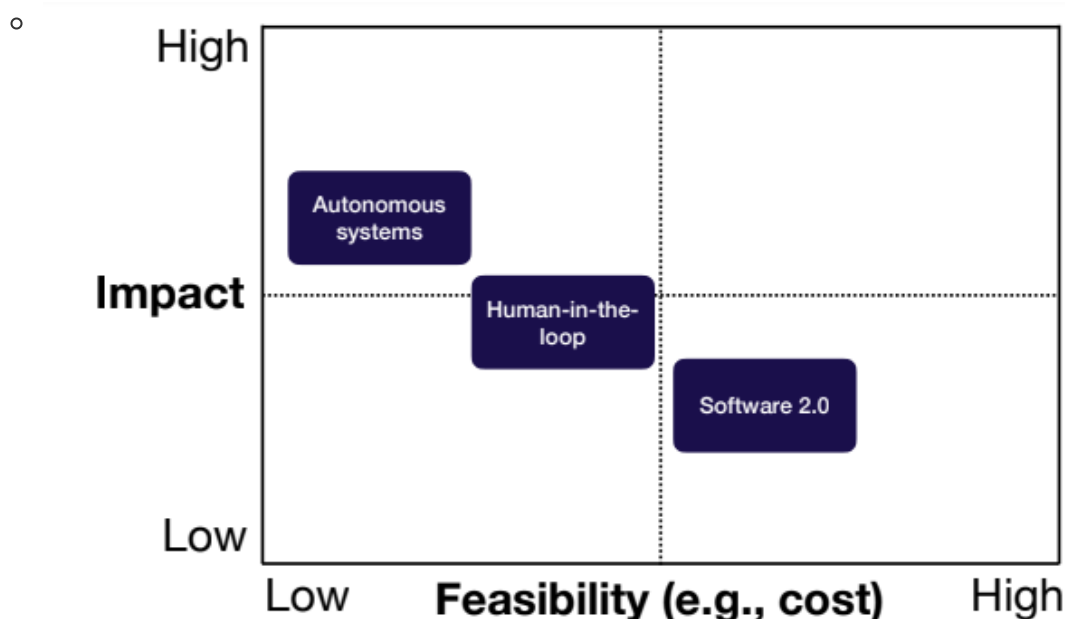 High
Autonomous
systems
Impact
Human-in-the-
loop
Software 2.0
Low
Low
Feasibility (e.g., cost)
High